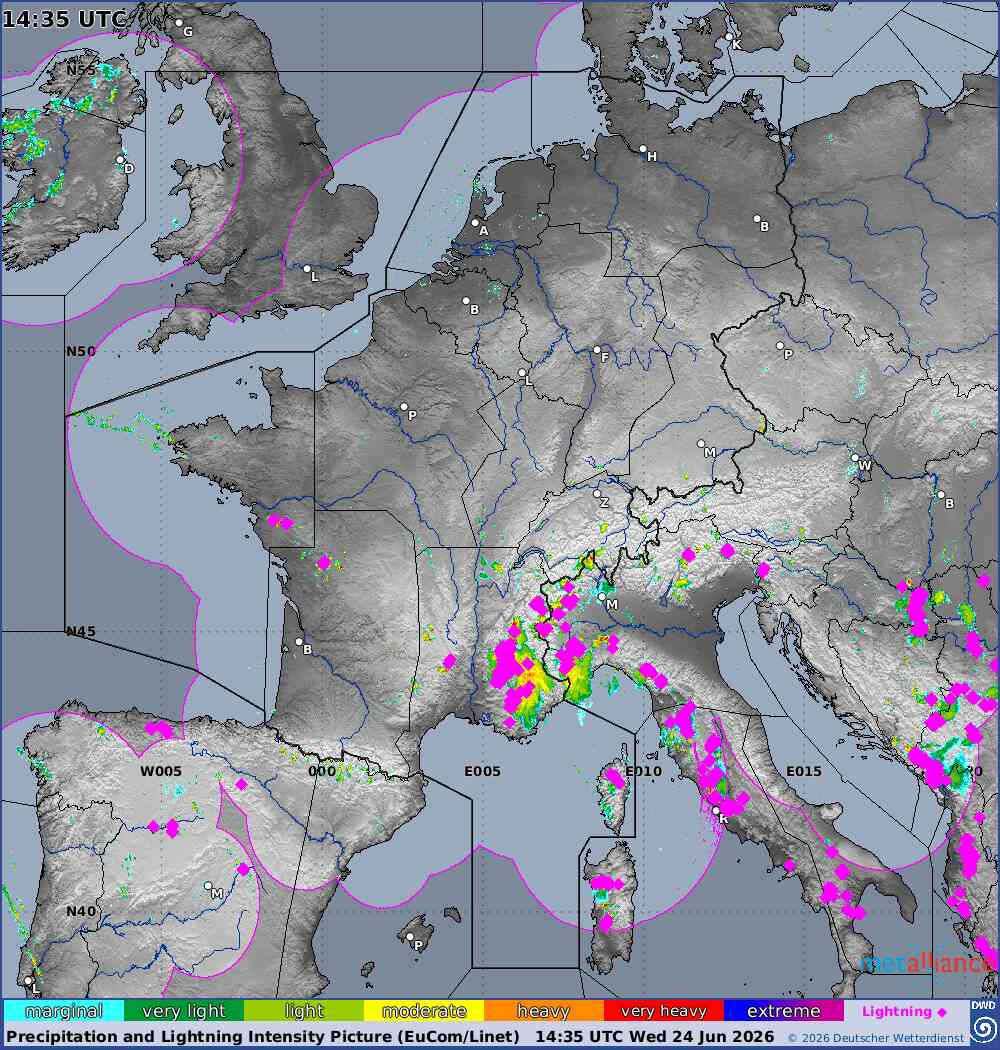 14:35 UTC
G
K
N55
H
D
B
A
L
B
N50
P
F
L
P
M
W
Z
B
M
N45
B
W005
000
E005
E010
E015
20
R
M
N40
P
L
metalliance
marginal very light light moderate heavy very heavy extreme Lightning
DWD
Precipitation and Lightning Intensity Picture (EuCom/Linet) 14:35 UTC Wed 24 Jun 2026 © 2026 Deutscher Wetterdienst